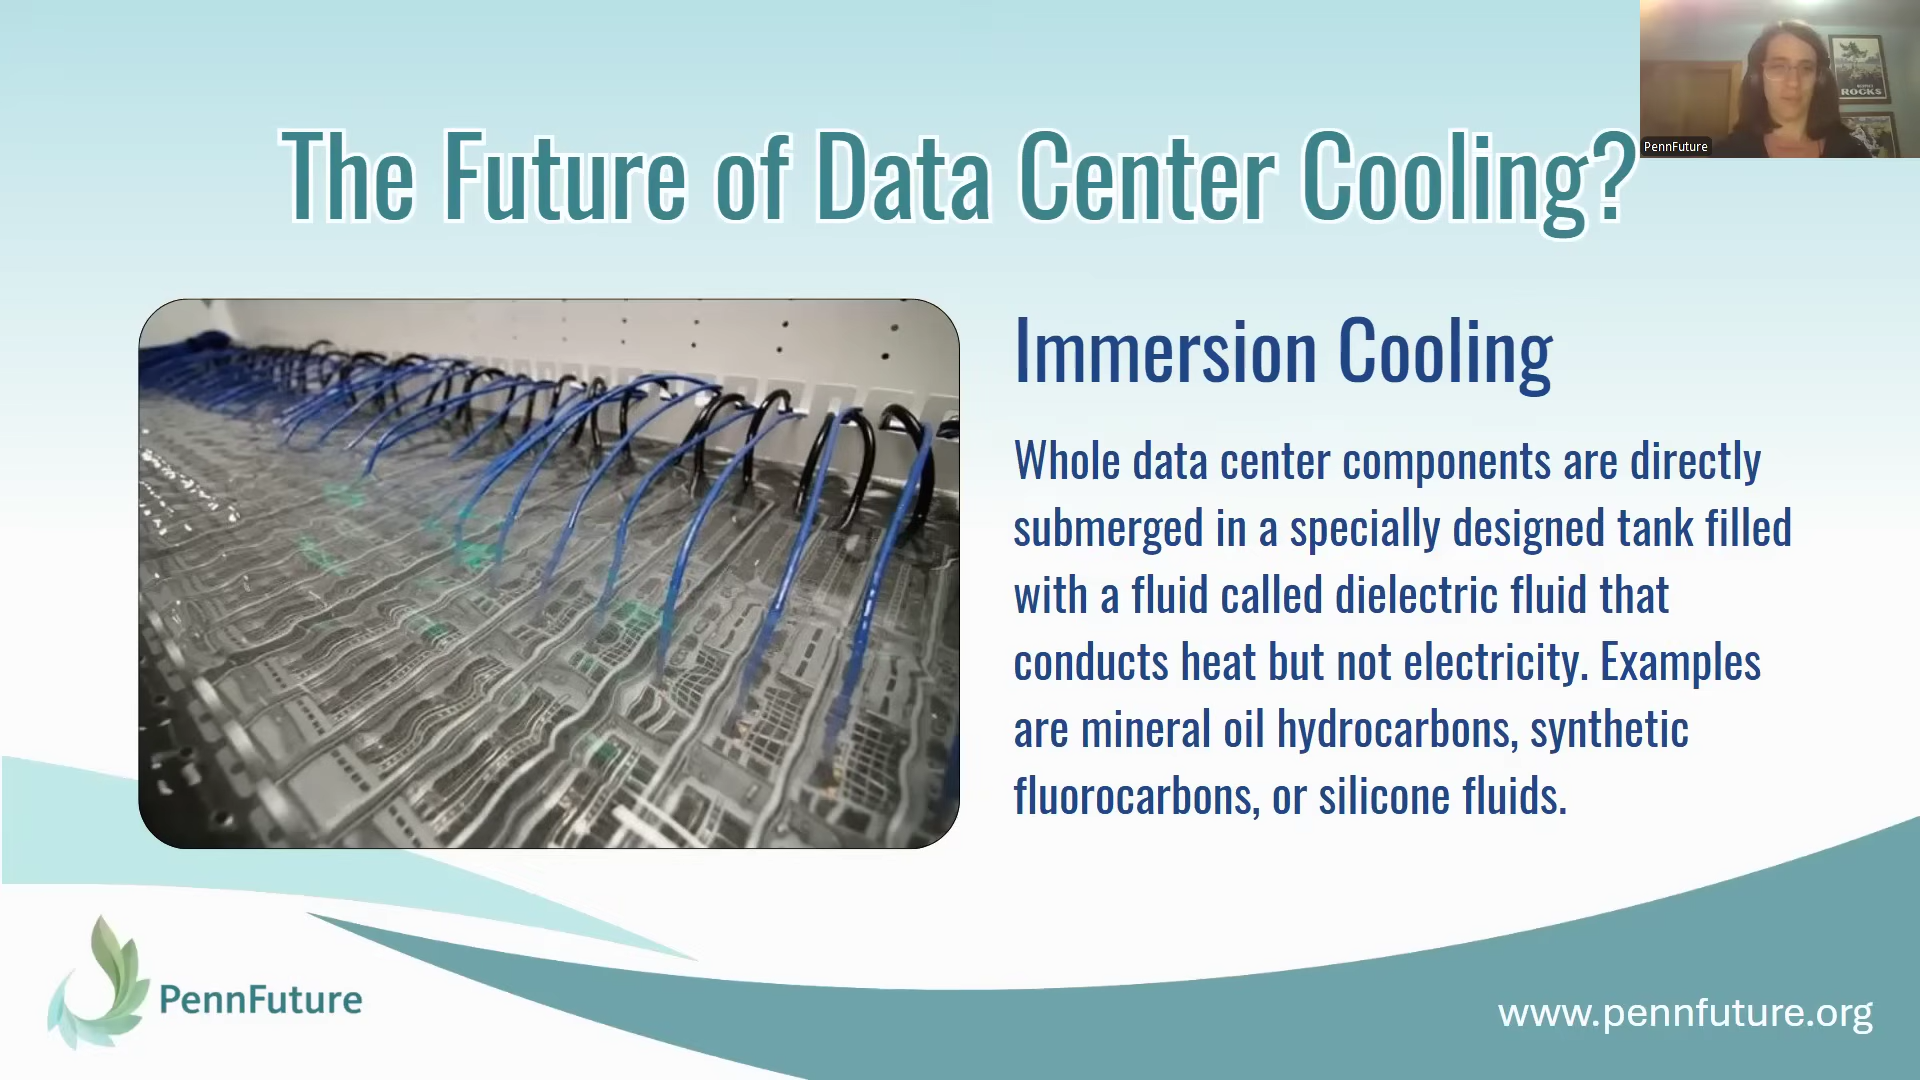 The Future of Data Center Cooling?
ROCKS
PennFuture
Immersion Cooling
Whole data center components are directly
submerged in a specially designed tank filled
with a fluid called dielectric fluid that
conducts heat but not electricity. Examples
are mineral oil hydrocarbons, synthetic
fluorocarbons, or silicone fluids.
PennFuture
www.pennfuture.org